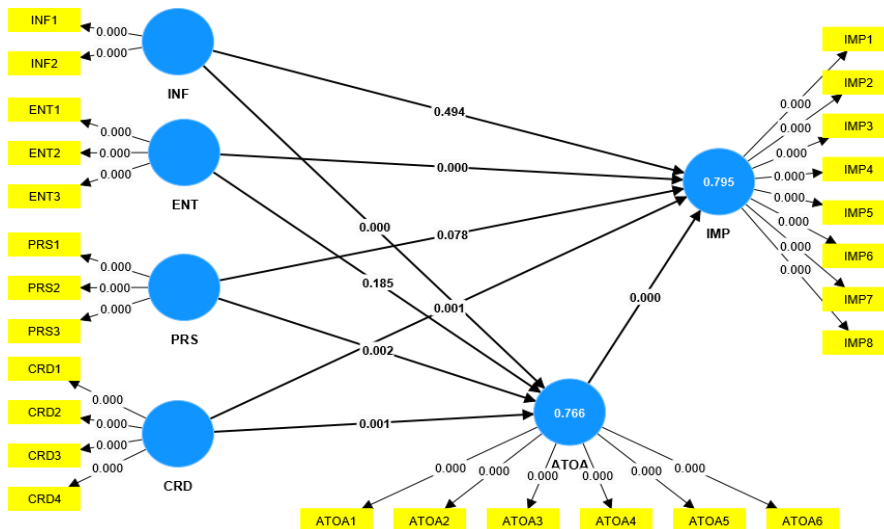 INF1
0.000
INF2
0.000
INF
ENT1
0.000
ENT2
0.000
ENT3
0.000
ENT
PRS1
0.000
PRS2
0.000
PRS3
0.000
PRS
CRD1
0.000
CRD2
0.000
CRD3
0.000
CRD4
0.000
CRD
0.494
0.000
0.000
0.185
0.078
0.002
0.001
0.001
0.000
0.795
IMP
0.766
ATOA
IMP1
0.000
IMP2
0.000
IMP3
0.000
IMP4
0.000
IMP5
0.000
IMP6
0.000
IMP7
0.000
IMP8
0.000
0.000
0.000
0.000
0.000
0.000
0.000
ATOA1
ATOA2
ATOA3
ATOA4
ATOA5
ATOA6